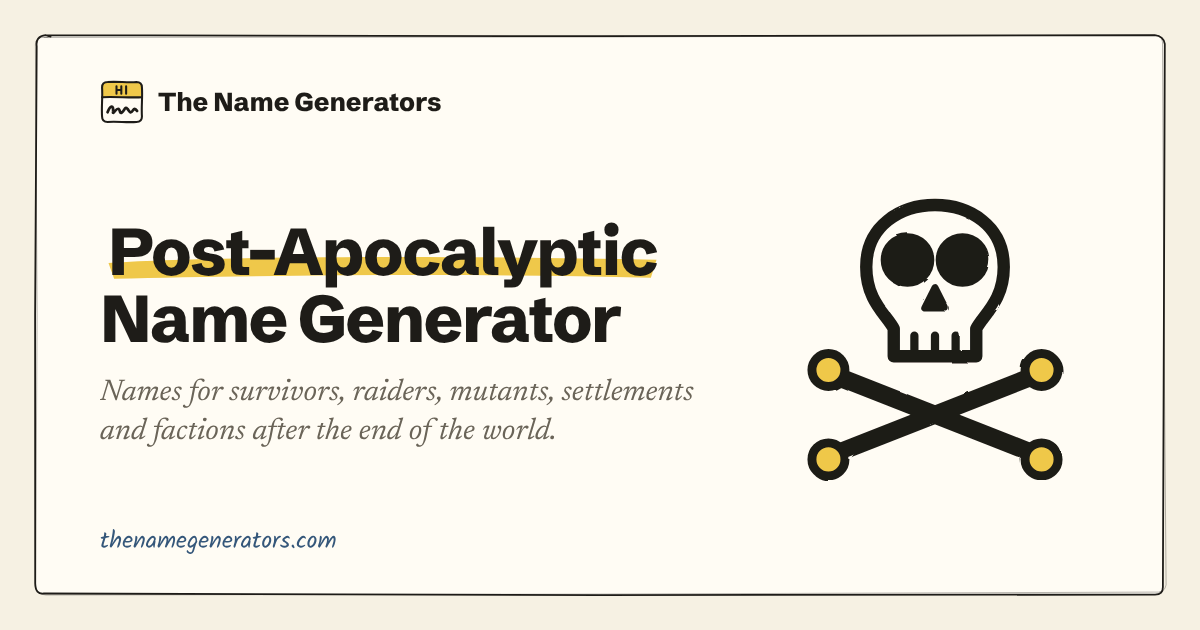 HI
The Name Generators
Post-Apocalyptic
Name Generator
Names for survivors, raiders, mutants, settlements
and factions after the end of the world.
thenamegenerators.com